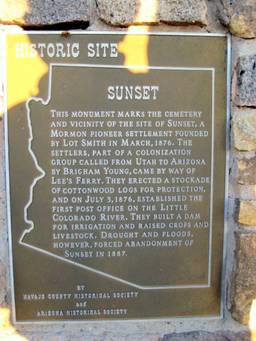 HISTORIC SITE
SUNSET
THIS MONUMENT MARKS THE CEMETERY
AND VICINITY OF THE SITE OF SUNSET, A
MORMON PIONEER SETTLEMENT FOUNDED
BY LOT SMITH IN MARCH, 1876. THE
SETTLERS, PART OF A COLONIZATION
GROUP CALLED FROM UTAH TO ARIZONA
BY BRIGHAM YOUNG, CAME BY WAY OF
LEE'S FERRY. THEY ERECTED A STOCKADE
OF COTTONWOOD LOGS FOR PROTECTION,
AND ON JULY 5, 1876, ESTABLISHED THE
FIRST POST OFFICE ON THE LITTLE
COLORADO RIVER. THEY BUILT A DAM
FOR IRRIGATION AND RAISED CROPS AND
LIVESTOCK. DROUGHT AND FLOODS,
HOWEVER, FORCED ABANDONMENT OF
SUNSET IN 1887.
BY
NAVAJO COUNTY HISTORICAL SOCIETY
and
ARIZONA HISTORICAL SOCIETY